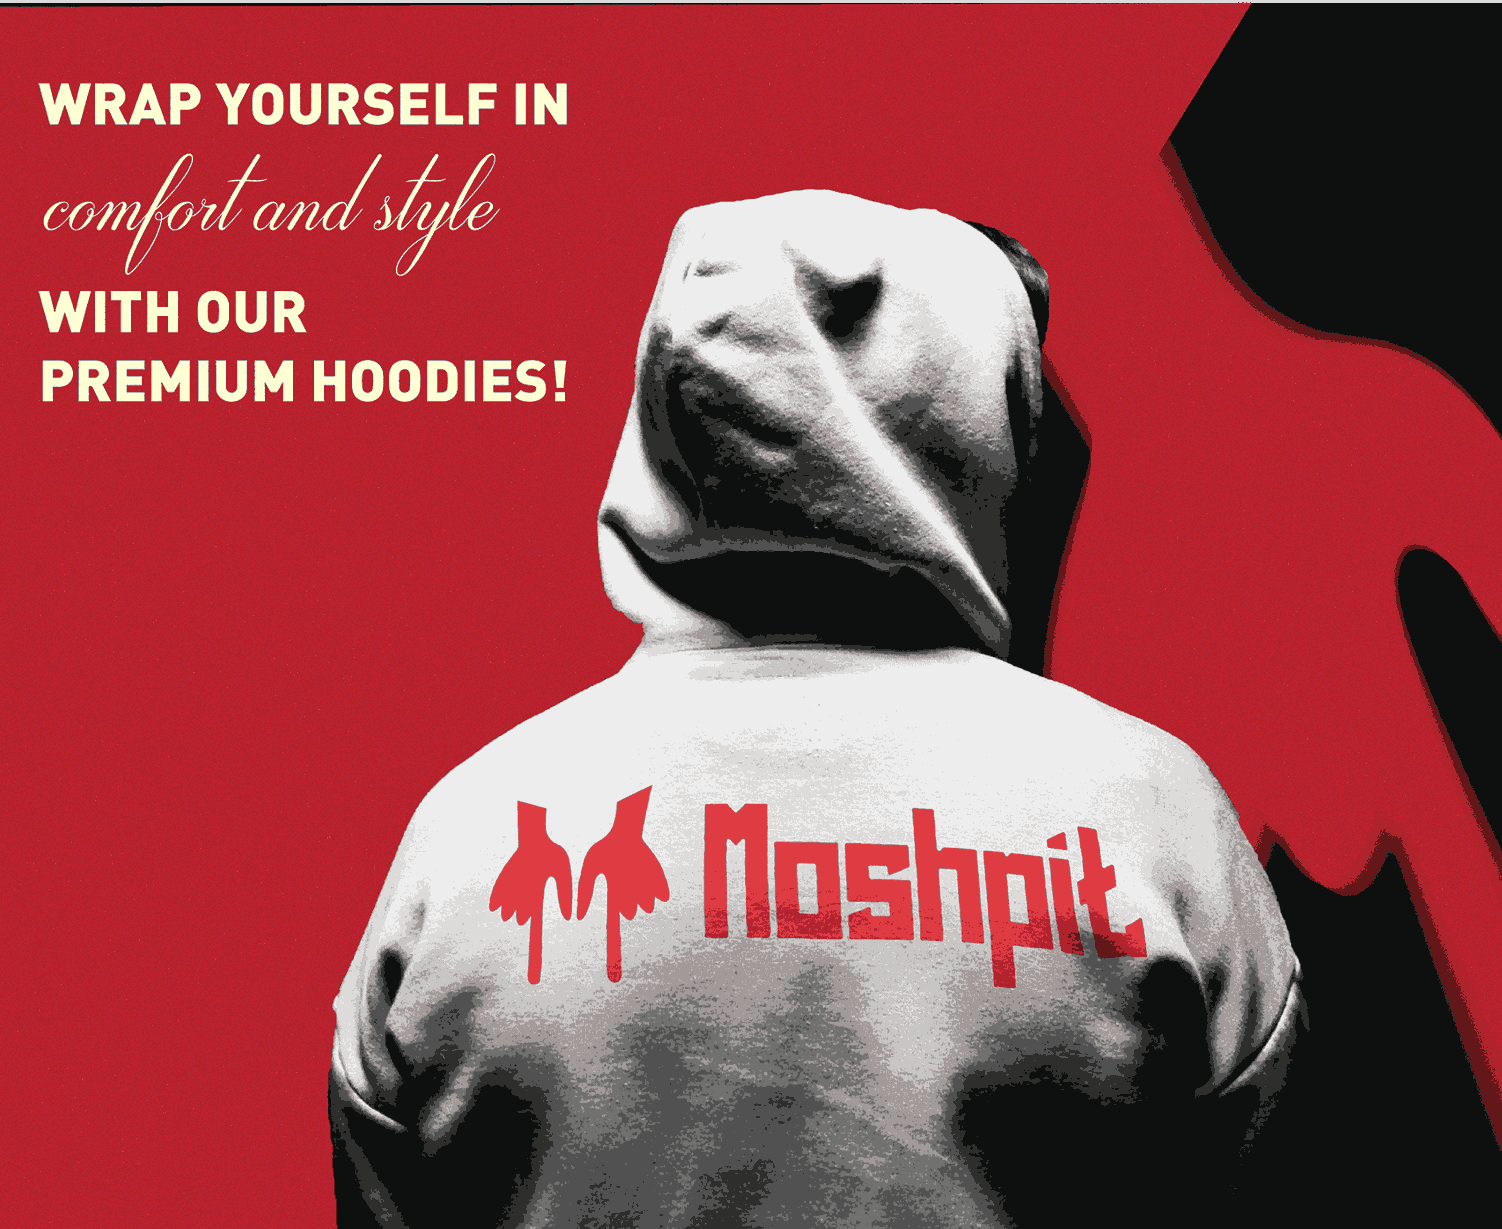 WRAP YOURSELF IN
comfort and style
WITH OUR
PREMIUM HOODIES!
Moshpit